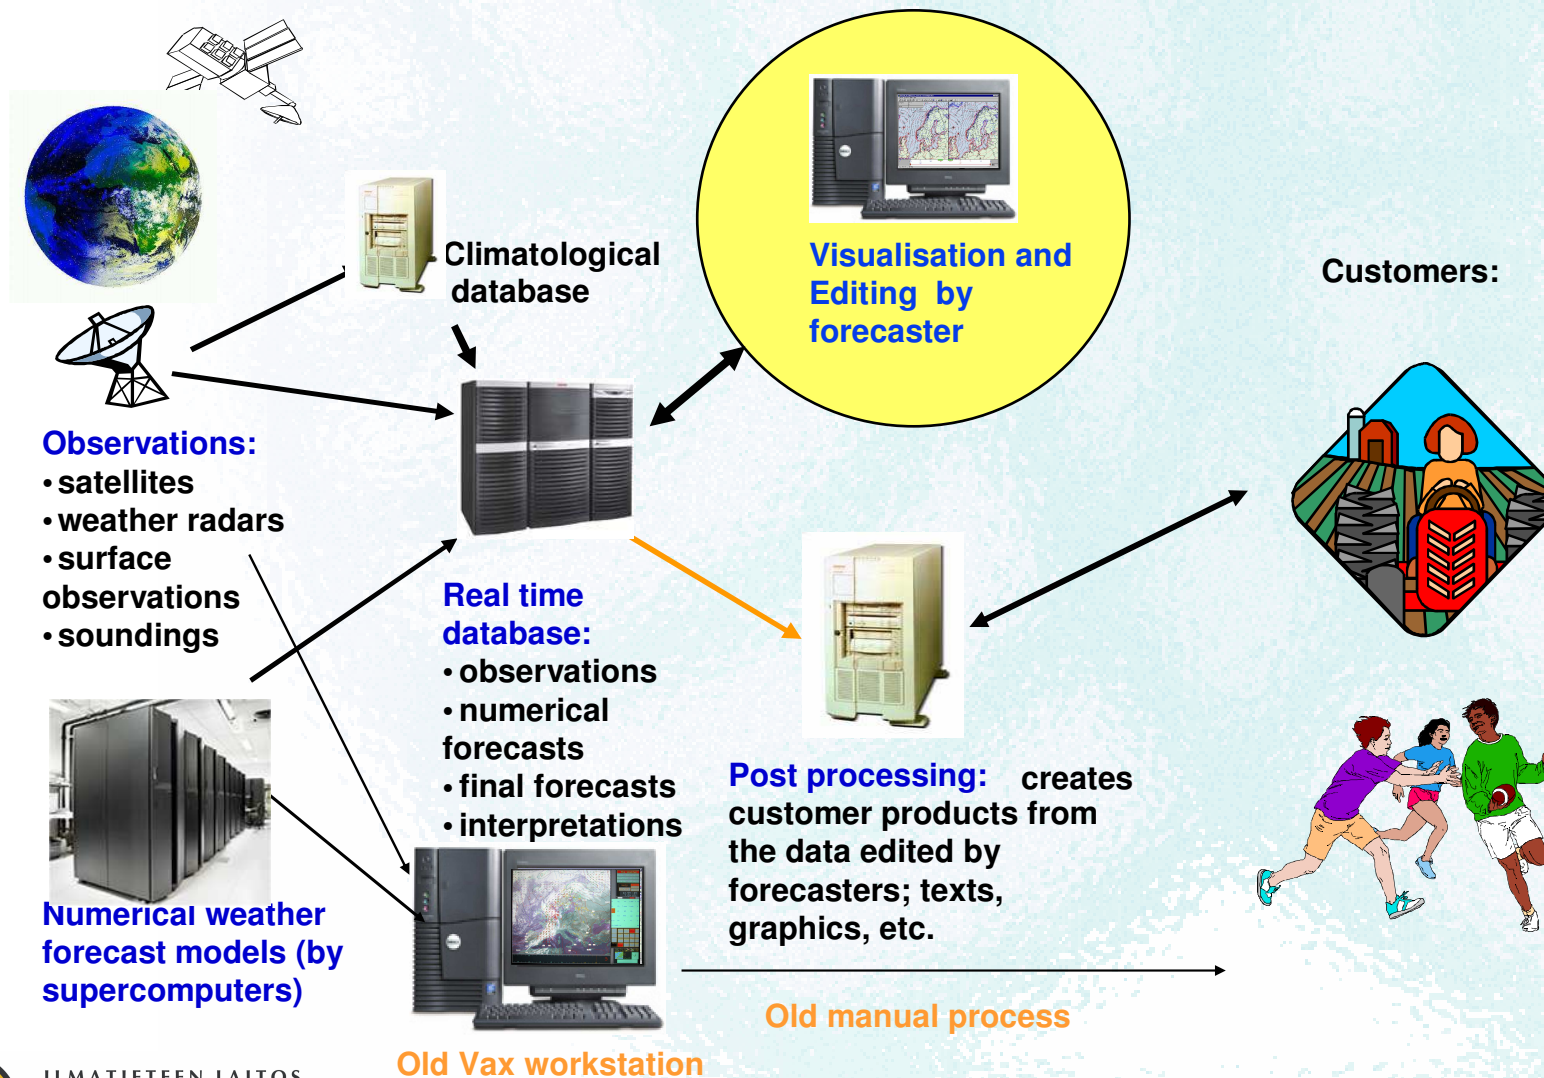 Climatological
database
Visualisation and
Editing by
forecaster
Customers:
Observations:
• satellites
• weather radars
• surface
observations
• soundings
Real time
database:
• observations
• numerical
forecasts
• final forecasts
• interpretations
Post processing: creates
customer products from
the data edited by
forecasters; texts,
graphics, etc.
Numerical weather
forecast models (by
supercomputers)
Old manual process
Old Vax workstation
ILMATIETEEN LAITOS